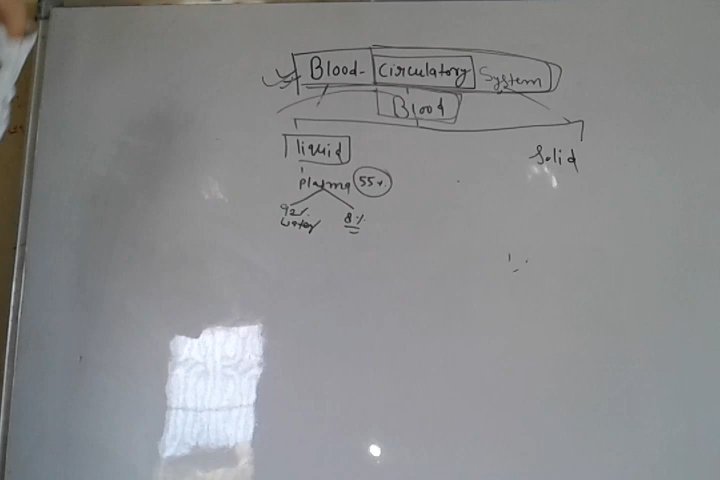 Blood- Circulatory System
Blood
liquid
Solid
plasma 55%
92% 8%
water